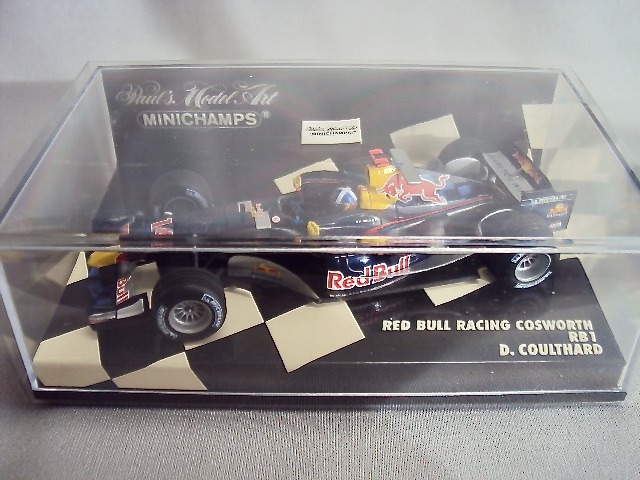 Paul's Model Art
MINICHAMPS®
Red Bull
RED BULL RACING COSWORTH
RB1
D. COULTHARD